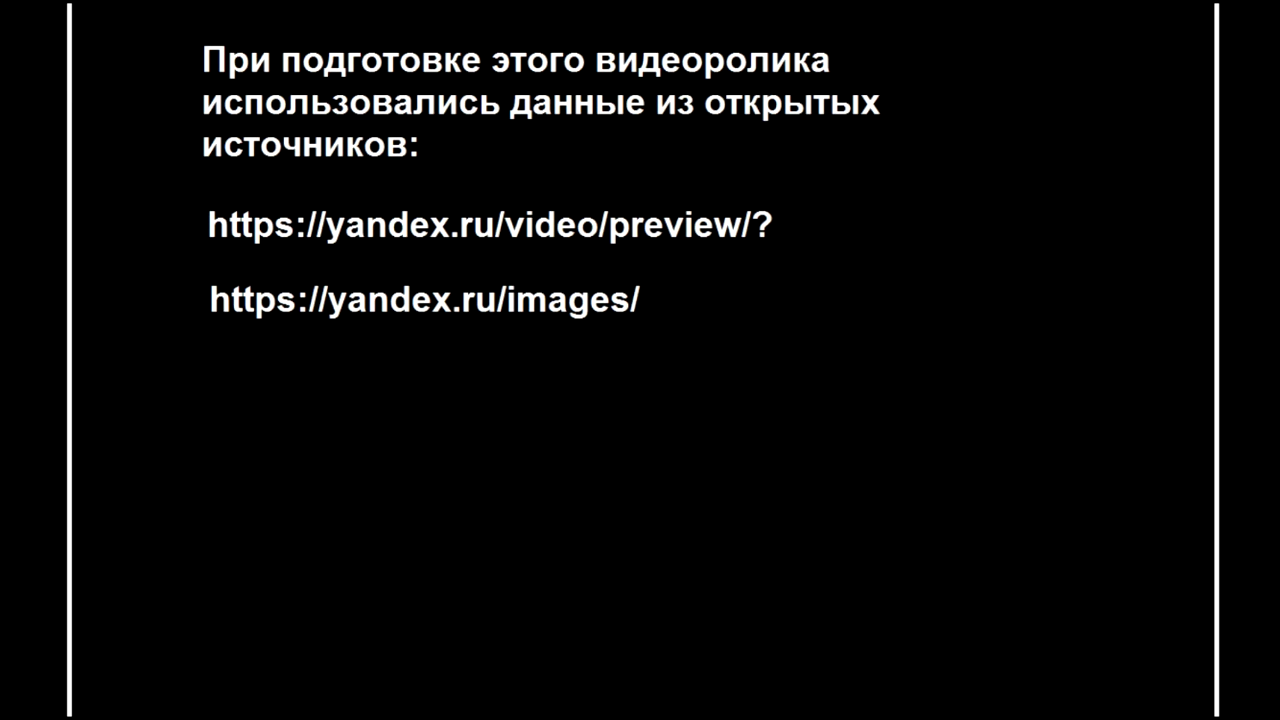 При подготовке этого видеоролика
использовались данные из открытых
источников:
https://yandex.ru/video/preview/?
https://yandex.ru/images/